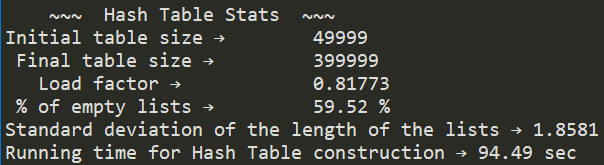 ~~~ Hash Table Stats ~~~
Initial table size → 49999
Final table size → 399999
Load factor → 0.81773
% of empty lists → 59.52 %
Standard deviation of the length of the lists → 1.8581
Running time for Hash Table construction → 94.49 sec